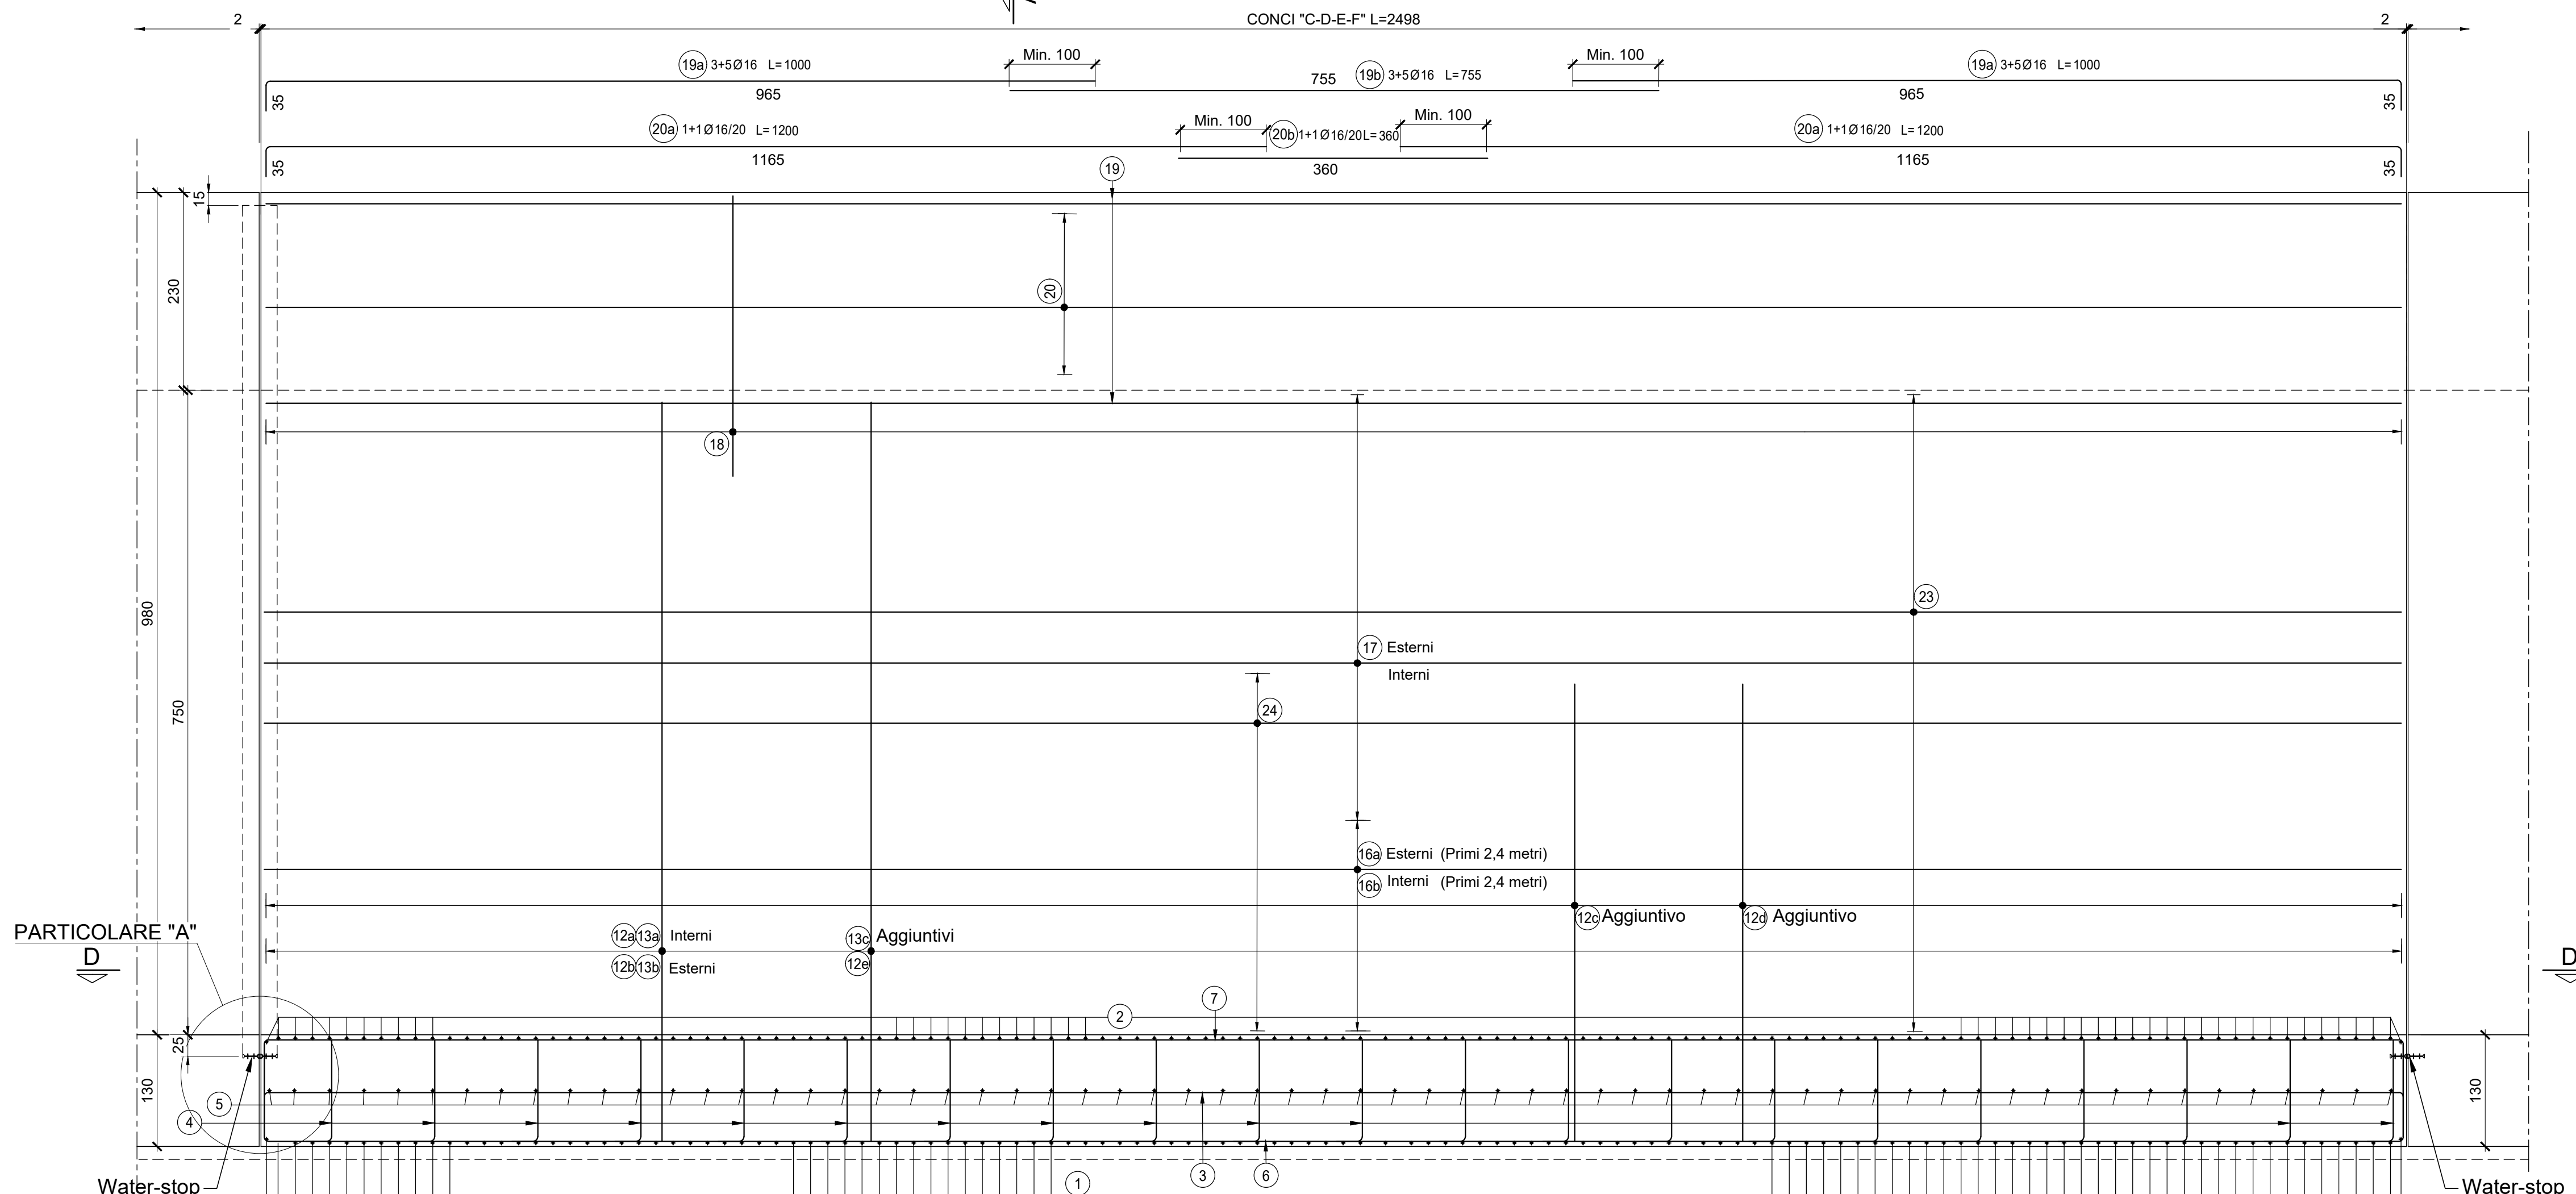 2
CONCI "C-D-E-F" L=2498
2
19a 3+5Ø16 L=1000
Min. 100
755
19b 3+5Ø16 L=755
Min. 100
19a 3+5Ø16 L=1000
35
965
965
35
20a 1+1Ø16/20 L=1200
Min. 100
20b 1+1Ø16/20 L=360
Min. 100
20a 1+1Ø16/20 L=1200
35
1165
360
1165
35
19
15
230
20
18
980
750
23
17 Esterni
Interni
24
16a Esterni (Primi 2,4 metri)
16b Interni (Primi 2,4 metri)
12c Aggiuntivo
12d Aggiuntivo
PARTICOLARE "A"
D
D
12a 13a Interni
12b 13b Esterni
13c Aggiuntivi
12e
7
2
25
130
130
5
4
3
6
1
Water-stop
Water-stop